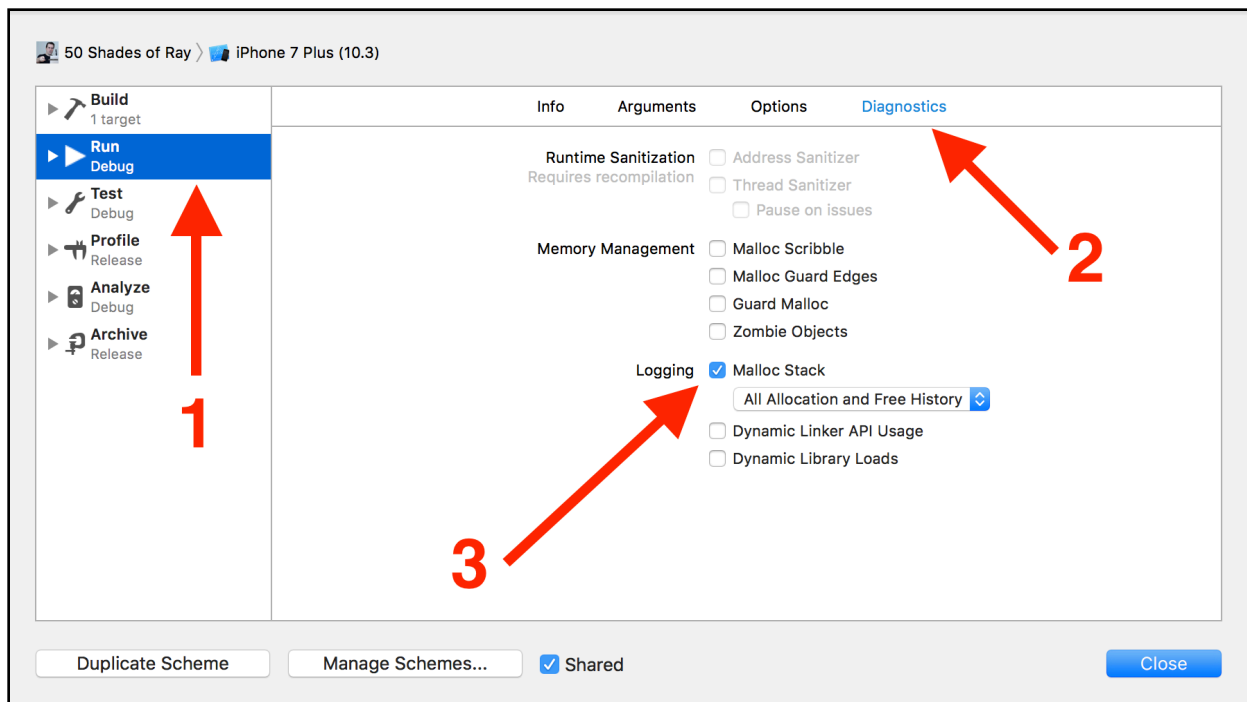 50 Shades of Ray 〉 iPhone 7 Plus (10.3)
Build
1 target
Run
Debug
Test
Debug
Profile
Release
Analyze
Debug
Archive
Release
1
Info Arguments Options Diagnostics
Runtime Sanitization Address Sanitizer
Requires recompilation Thread Sanitizer
Pause on issues
2
Memory Management Malloc Scribble
Malloc Guard Edges
Guard Malloc
Zombie Objects
Logging Malloc Stack
All Allocation and Free History
Dynamic Linker API Usage
Dynamic Library Loads
3
Duplicate Scheme Manage Schemes... Shared Close